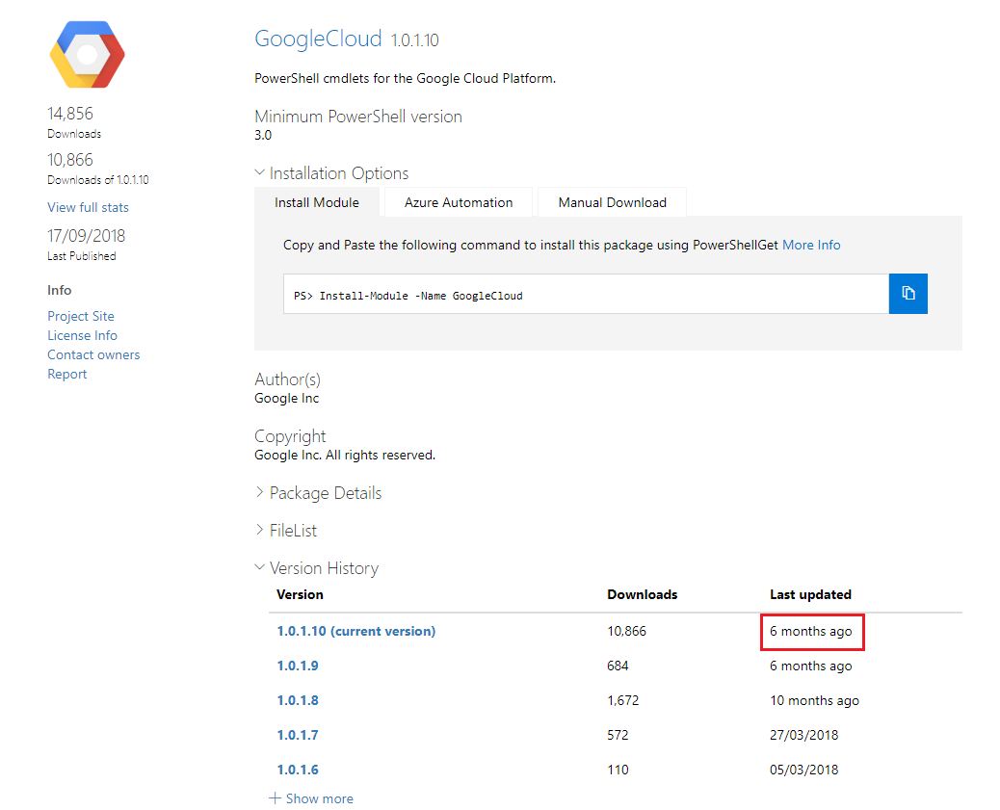 GoogleCloud 1.0.1.10
PowerShell cmdlets for the Google Cloud Platform.
14,856
Downloads
10,866
Downloads of 1.0.1.10
View full stats
17/09/2018
Last Published
Info
Project Site
License Info
Contact owners
Report
Minimum PowerShell version
3.0
Installation Options
Install Module
Azure Automation
Manual Download
Copy and Paste the following command to install this package using PowerShellGet More Info
PS> Install-Module -Name GoogleCloud
Author(s)
Google Inc
Copyright
Google Inc. All rights reserved.
Package Details
FileList
Version History
Version Downloads Last updated
1.0.1.10 (current version) 10,866 6 months ago
1.0.1.9 684 6 months ago
1.0.1.8 1,672 10 months ago
1.0.1.7 572 27/03/2018
1.0.1.6 110 05/03/2018
+ Show more